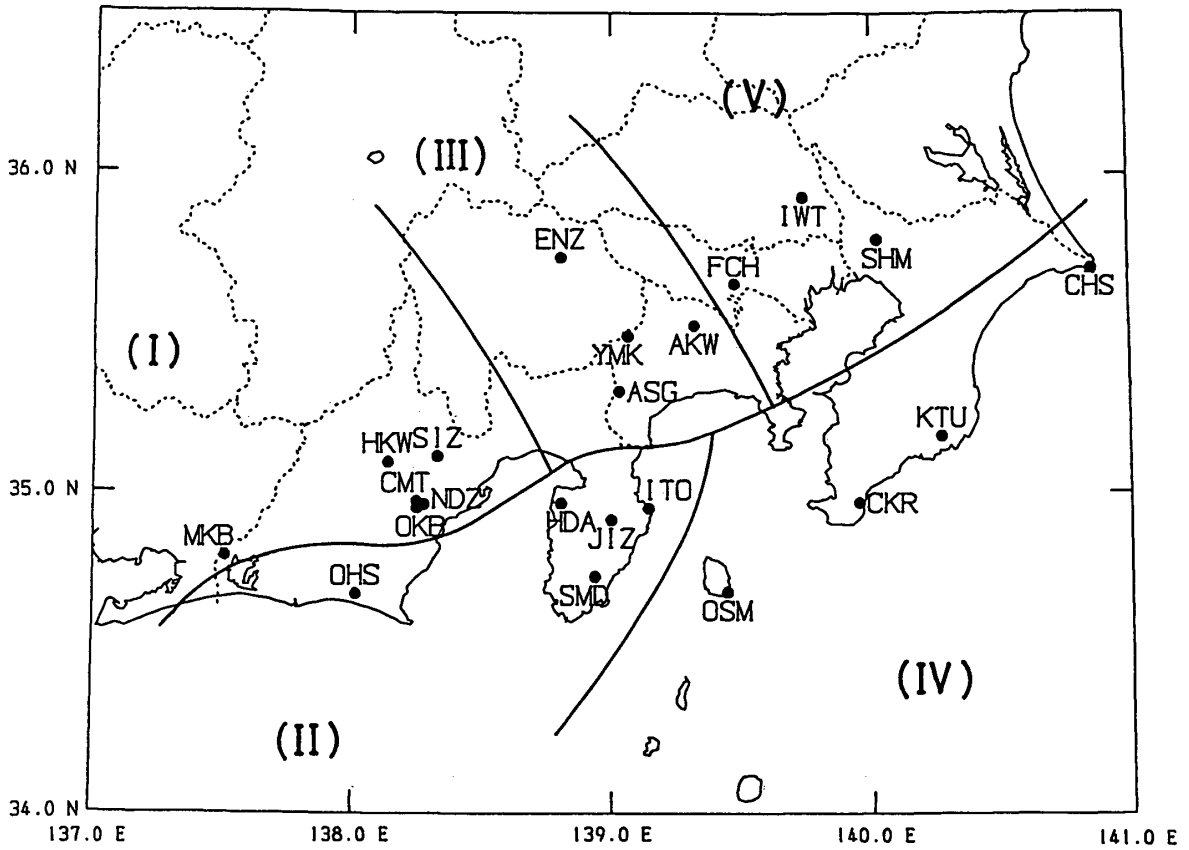 (V)
36.0 N
(III)
IWT
ENZ
SHM
FCH
CHS
(I)
YMK
AKW
ASG
KTU
HKW
SIZ
CMT
NDZ
ITO
35.0 N
OKB
HDA
CKR
JIZ
MKB
OHS
SMD
OSM
(IV)
(II)
34.0 N
137.0 E
138.0 E
139.0 E
140.0 E
141.0 E